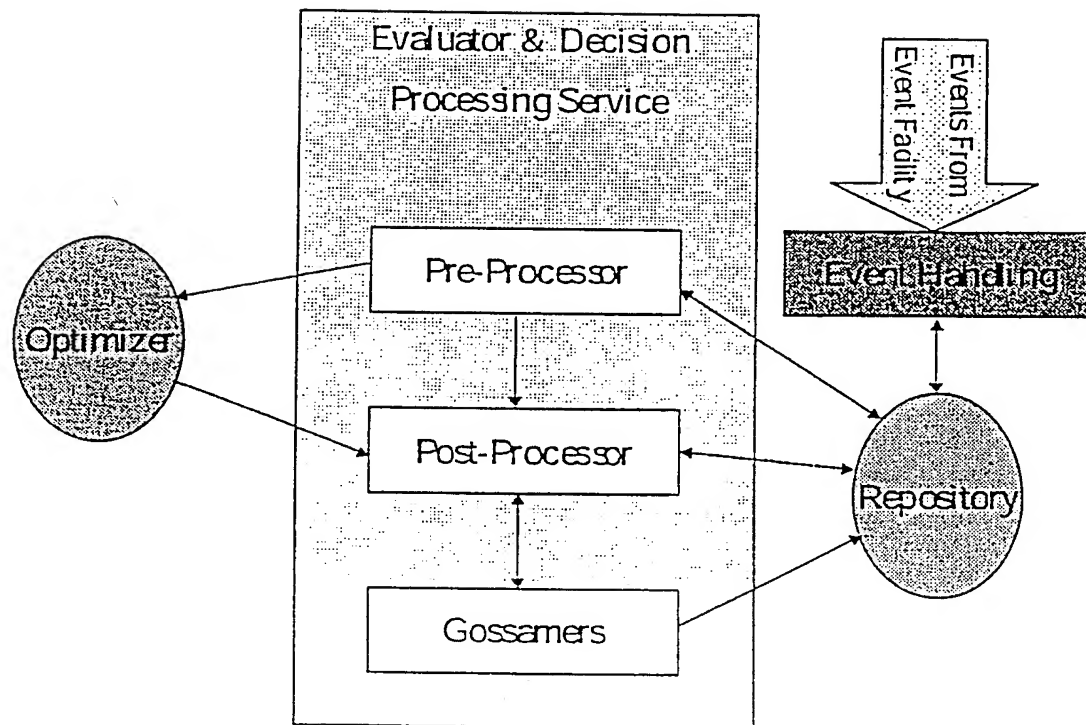 Evaluator & Decision
Processing Service
Events From
Event Facility
Pre-Processor
Event Handling
Optimizer
Post-Processor
Repository
Gossamers